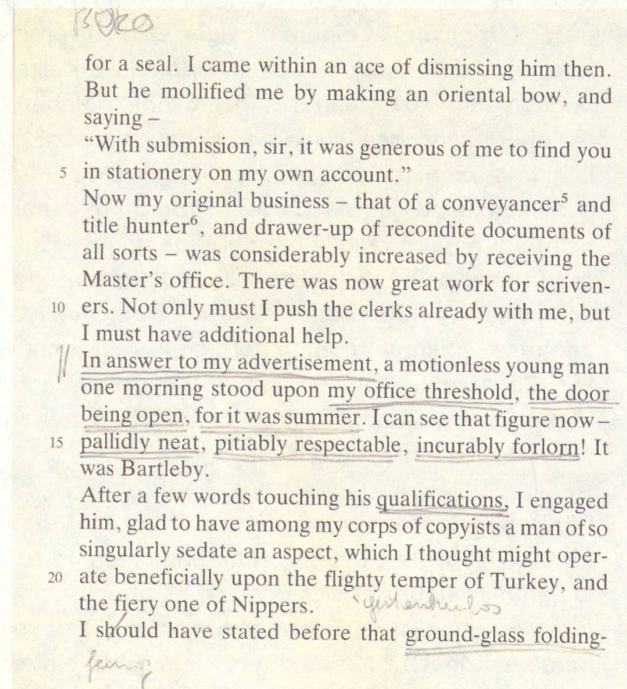 for a seal. I came within an ace of dismissing him then.
But he mollified me by making an oriental bow, and
saying –
“With submission, sir, it was generous of me to find you
5 in stationery on my own account.”
Now my original business – that of a conveyancer⁵ and
title hunter⁶, and drawer-up of recondite documents of
all sorts – was considerably increased by receiving the
Master’s office. There was now great work for scriven-
10 ers. Not only must I push the clerks already with me, but
I must have additional help.
In answer to my advertisement, a motionless young man
one morning stood upon my office threshold, the door
being open, for it was summer. I can see that figure now –
15 pallidly neat, pitiably respectable, incurably forlorn! It
was Bartleby.
After a few words touching his qualifications, I engaged
him, glad to have among my corps of copyists a man of so
singularly sedate an aspect, which I thought might oper-
20 ate beneficially upon the flighty temper of Turkey, and
the fiery one of Nippers.
I should have stated before that ground-glass folding-